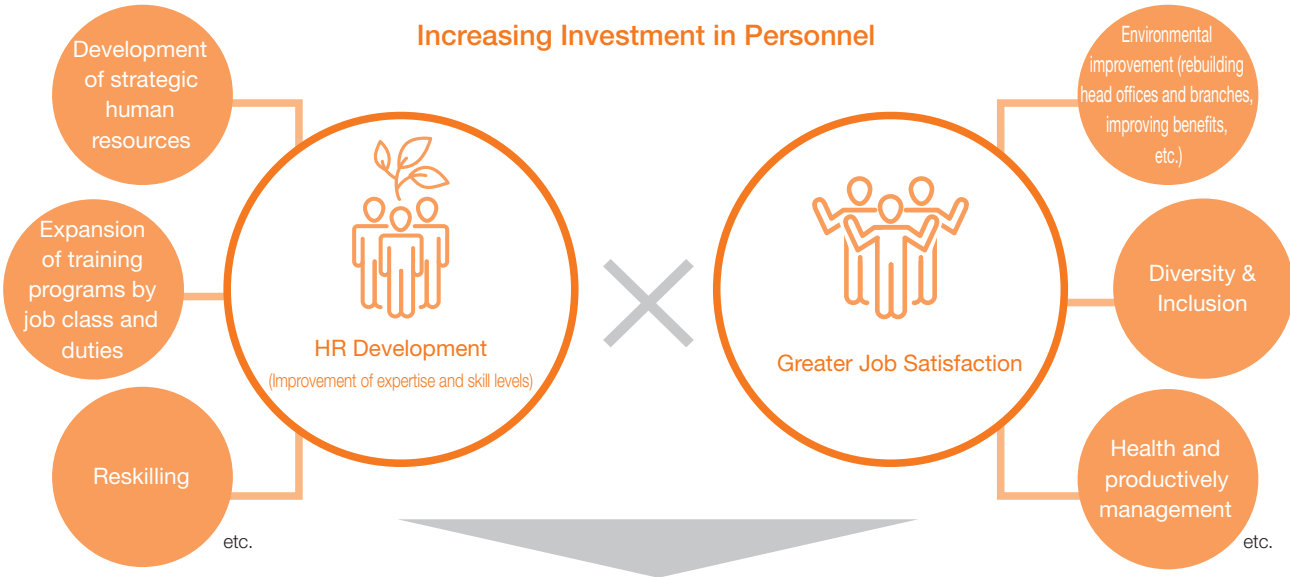 Increasing Investment in Personnel
Development
of strategic
human
resources
Expansion
of training
programs by
job class and
duties
Reskilling
etc.
HR Development
(Improvement of expertise and skill levels)
Greater Job Satisfaction
Environmental
improvement (rebuilding
head offices and branches,
improving benefits,
etc.)
Diversity &
Inclusion
Health and
productively
management
etc.